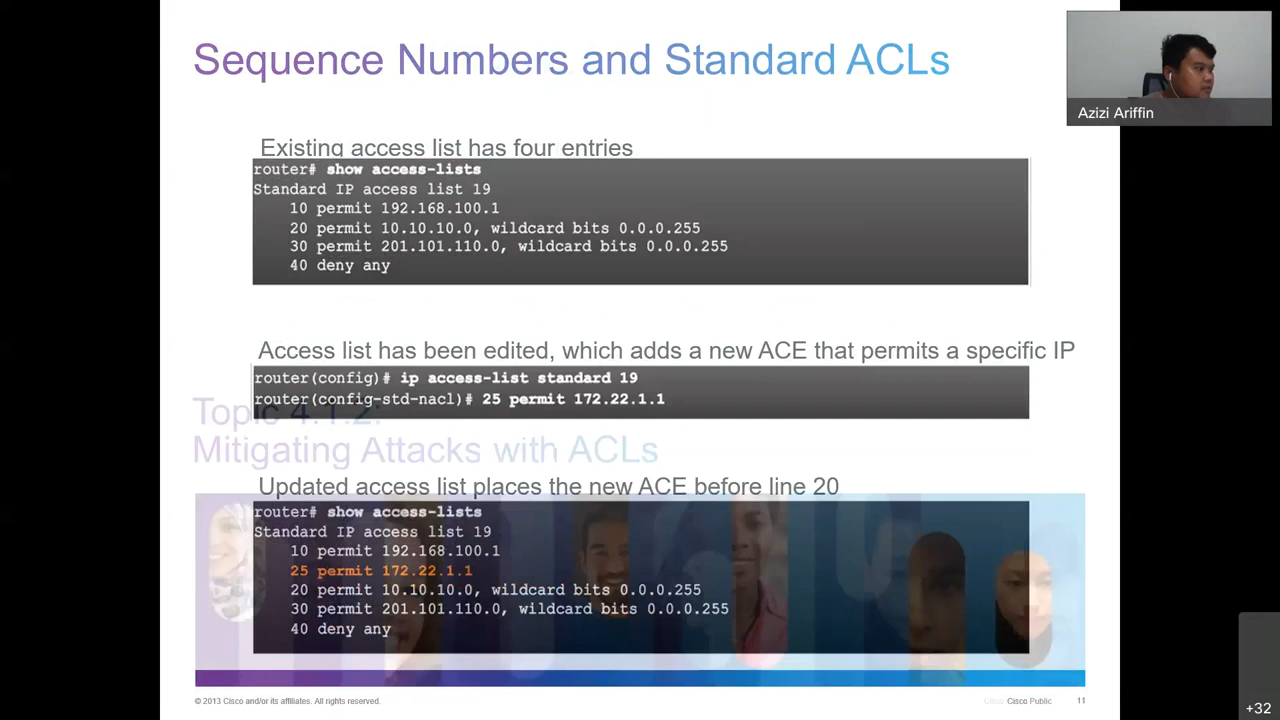 Sequence Numbers and Standard ACLs
Azizi Ariffin
Existing access list has four entries
router# show access-lists
Standard IP access list 19
10 permit 192.168.100.1
20 permit 10.10.10.0, wildcard bits 0.0.0.255
30 permit 201.101.110.0, wildcard bits 0.0.0.255
40 deny any
Access list has been edited, which adds a new ACE that permits a specific IP
router(config)# ip access-list standard 19
router(config-std-nacl)# 25 permit 172.22.1.1
Topic 4.1.2:
Mitigating Attacks with ACLs
Updated access list places the new ACE before line 20
router# show access-lists
Standard IP access list 19
10 permit 192.168.100.1
25 permit 172.22.1.1
20 permit 10.10.10.0, wildcard bits 0.0.0.255
30 permit 201.101.110.0, wildcard bits 0.0.0.255
40 deny any
© 2013 Cisco and/or its affiliates. All rights reserved.
Cisco Cisco Public
11
+32